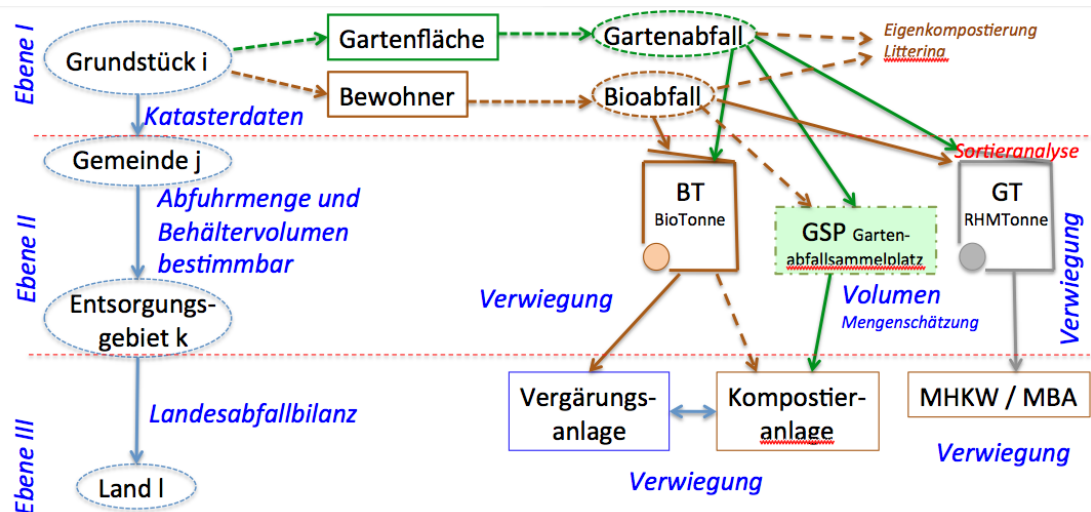 Ebene I
Grundstück i
Gartenfläche
Gartenabfall
Eigenkompostierung
Litterina
Bewohner
Bioabfall
Katasterdaten
Ebene II
Gemeinde j
Sortieranalyse
Abfuhrmenge und
Behältervolumen
bestimmbar
BT
BioTonne
GSP Garten-
abfallsammelplatz
GT
RHMTonne
Verwiegung
Entsorgungs-
gebiet k
Verwiegung
Volumen
Mengenschätzung
Ebene III
Landesabfallbilanz
Vergärungs-
anlage
Kompostier-
anlage
MHKW / MBA
Verwiegung
Verwiegung
Land l